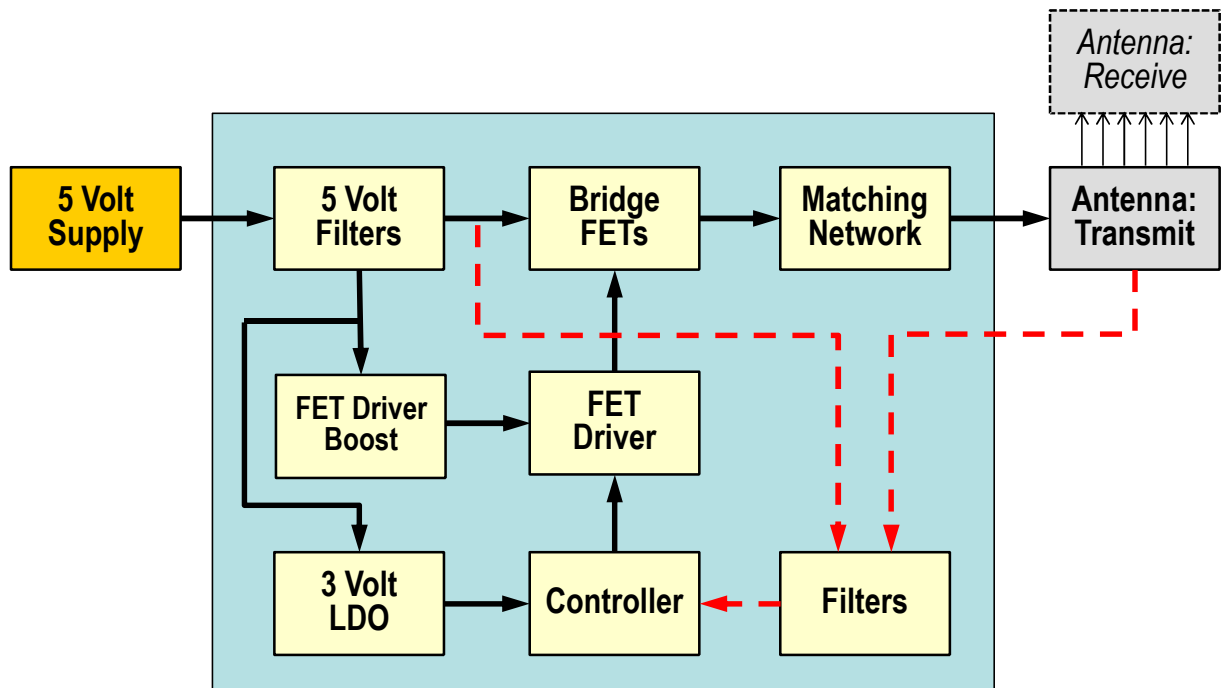 Antenna:
Receive
5 Volt
Supply
5 Volt
Filters
Bridge
FETs
Matching
Network
Antenna:
Transmit
FET Driver
Boost
FET
Driver
3 Volt
LDO
Controller
Filters